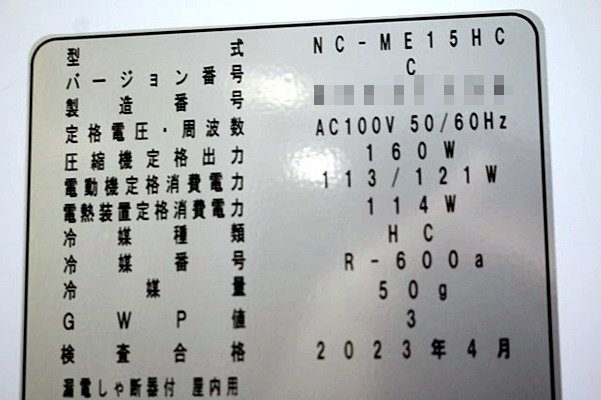 型式 NC-ME15HC
バージョン番号 C
製造番号
定格電圧・周波数 AC100V 50/60Hz
圧縮機定格出力 160W
電動機定格消費電力 113/121W
電熱装置定格消費電力 114W
冷媒種類 HC
冷媒番号 R-600a
冷媒量 50g
GWP値 3
検査合格 2023年4月
漏電しゃ断器付 屋内用